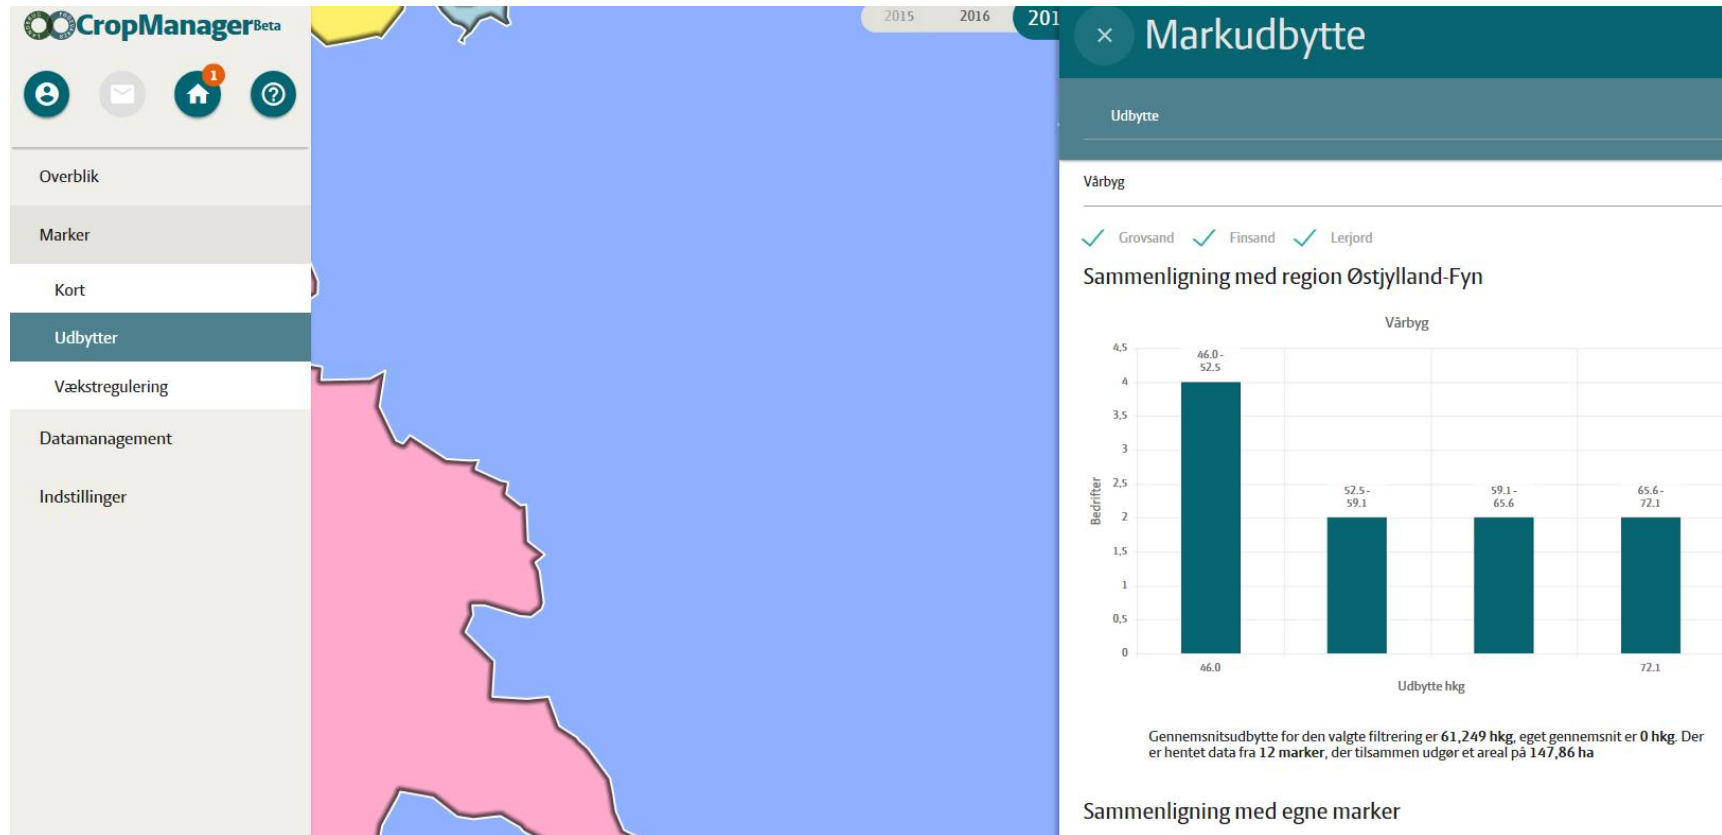 CropManager Beta
1
Overblik
Marker
Kort
Udbytter
Vækstregulering
Datamanagement
Indstillinger
2015 2016 201
× Markudbytte
Udbytte
Vårbyg
Grovsand Finsand Lerjord
Sammenligning med region Østjylland-Fyn
Vårbyg
4,5
4
3,5
3
2,5
2
1,5
1
0,5
0
Bedrifter
46.0 -
52.5
52.5 -
59.1
59.1 -
65.6
65.6 -
72.1
46.0 72.1
Udbytte hkg
Gennemsnitsudbytte for den valgte filtrering er 61,249 hkg, eget gennemsnit er 0 hkg. Der
er hentet data fra 12 marker, der tilsammen udgør et areal på 147,86 ha
Sammenligning med egne marker